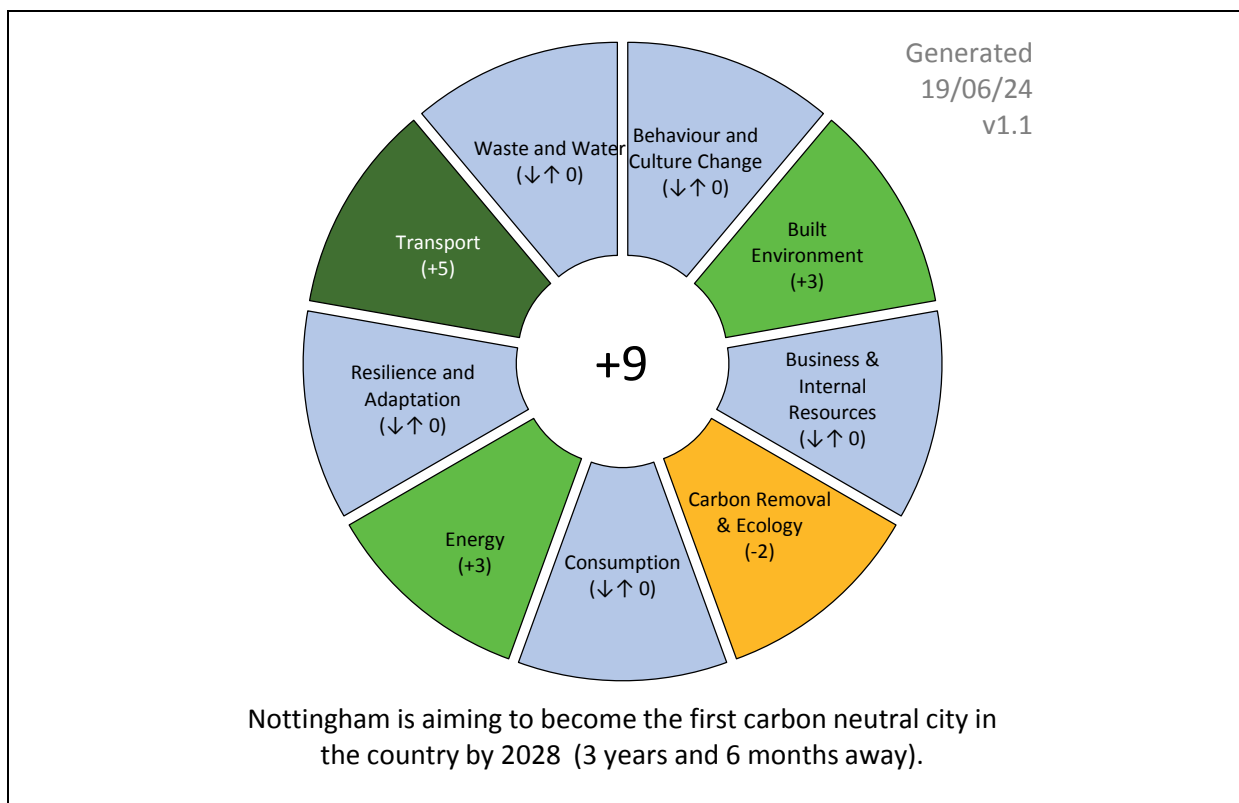 Generated
19/06/24
v1.1
Waste and Water
(↓↑ 0)
Behaviour and
Culture Change
(↓↑ 0)
Built
Environment
(+3)
Business &
Internal
Resources
(↓↑ 0)
Carbon Removal
& Ecology
(-2)
Consumption
(↓↑ 0)
Energy
(+3)
Resilience and
Adaptation
(↓↑ 0)
Transport
(+5)
+9
Nottingham is aiming to become the first carbon neutral city in
the country by 2028  (3 years and 6 months away).